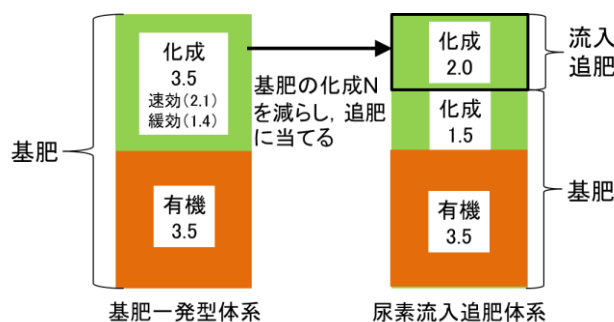 化成
3.5
速効(2.1)
緩効(1.4)
基肥
有機
3.5
基肥一発型体系
基肥の化成N
を減らし，追肥
に当てる
化成
2.0
流入
追肥
化成
1.5
基肥
有機
3.5
尿素流入追肥体系